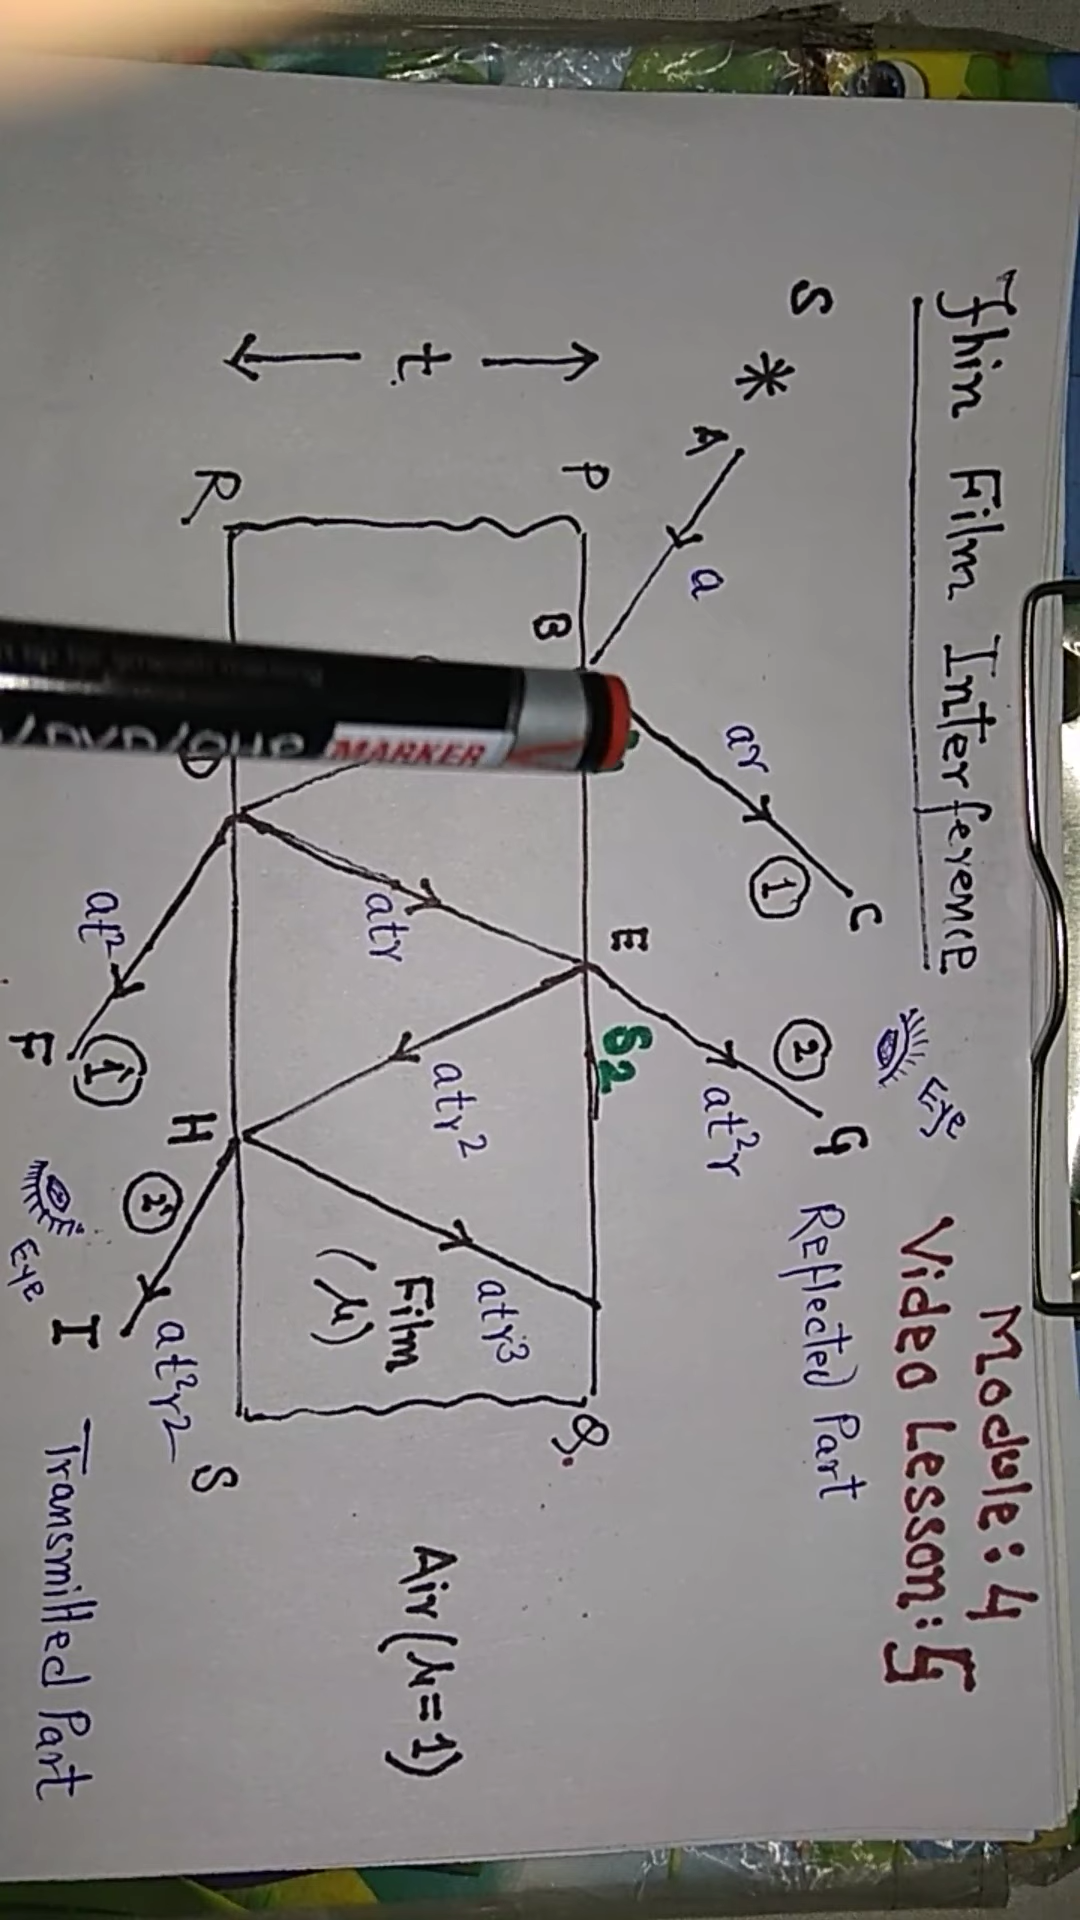 Thin Film Interference
Module: 4
Video Lesson: 5
S
A
a
ar
1
C
Eye
2
G
at²r
Reflected Part
P
B
E
S2
Q.
t
atr
atr²
atr³
Film
(μ)
Air (μ=1)
MARKER
R
D
H
S
at²
1
F
2
at²r²
I
Eye
Transmitted Part